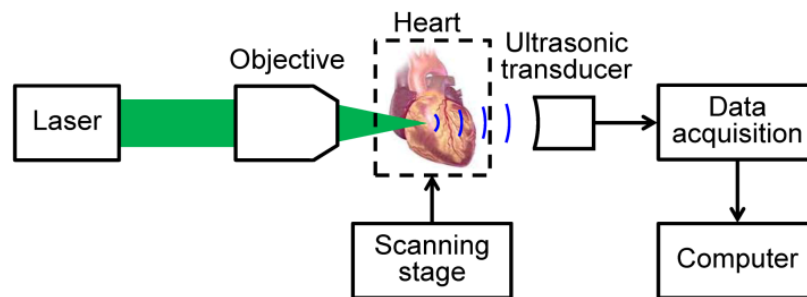 Heart
Objective
Ultrasonic
transducer
Laser
Data
acquisition
Scanning
stage
Computer